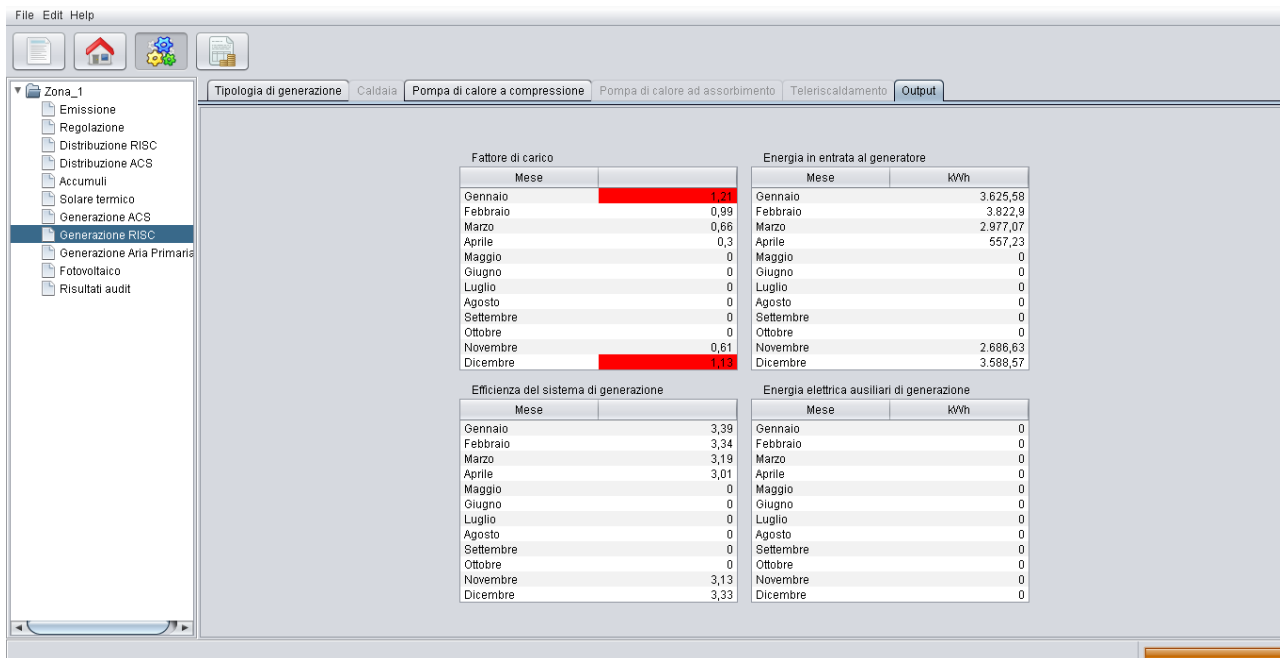 File Edit Help
Zona_1
Emissione
Regolazione
Distribuzione RISC
Distribuzione ACS
Accumuli
Solare termico
Generazione ACS
Generazione RISC
Generazione Aria Primaria
Fotovoltaico
Risultati audit
Tipologia di generazione Caldaia Pompa di calore a compressione Pompa di calore ad assorbimento Teleriscaldamento Output
Fattore di carico
Mese
Gennaio 1,21
Febbraio 0,99
Marzo 0,66
Aprile 0,3
Maggio 0
Giugno 0
Luglio 0
Agosto 0
Settembre 0
Ottobre 0
Novembre 0,61
Dicembre 1,13
Energia in entrata al generatore
Mese kWh
Gennaio 3.625,58
Febbraio 3.822,9
Marzo 2.977,07
Aprile 557,23
Maggio 0
Giugno 0
Luglio 0
Agosto 0
Settembre 0
Ottobre 0
Novembre 2.686,63
Dicembre 3.588,57
Efficienza del sistema di generazione
Mese
Gennaio 3,39
Febbraio 3,34
Marzo 3,19
Aprile 3,01
Maggio 0
Giugno 0
Luglio 0
Agosto 0
Settembre 0
Ottobre 0
Novembre 3,13
Dicembre 3,33
Energia elettrica ausiliari di generazione
Mese kWh
Gennaio 0
Febbraio 0
Marzo 0
Aprile 0
Maggio 0
Giugno 0
Luglio 0
Agosto 0
Settembre 0
Ottobre 0
Novembre 0
Dicembre 0